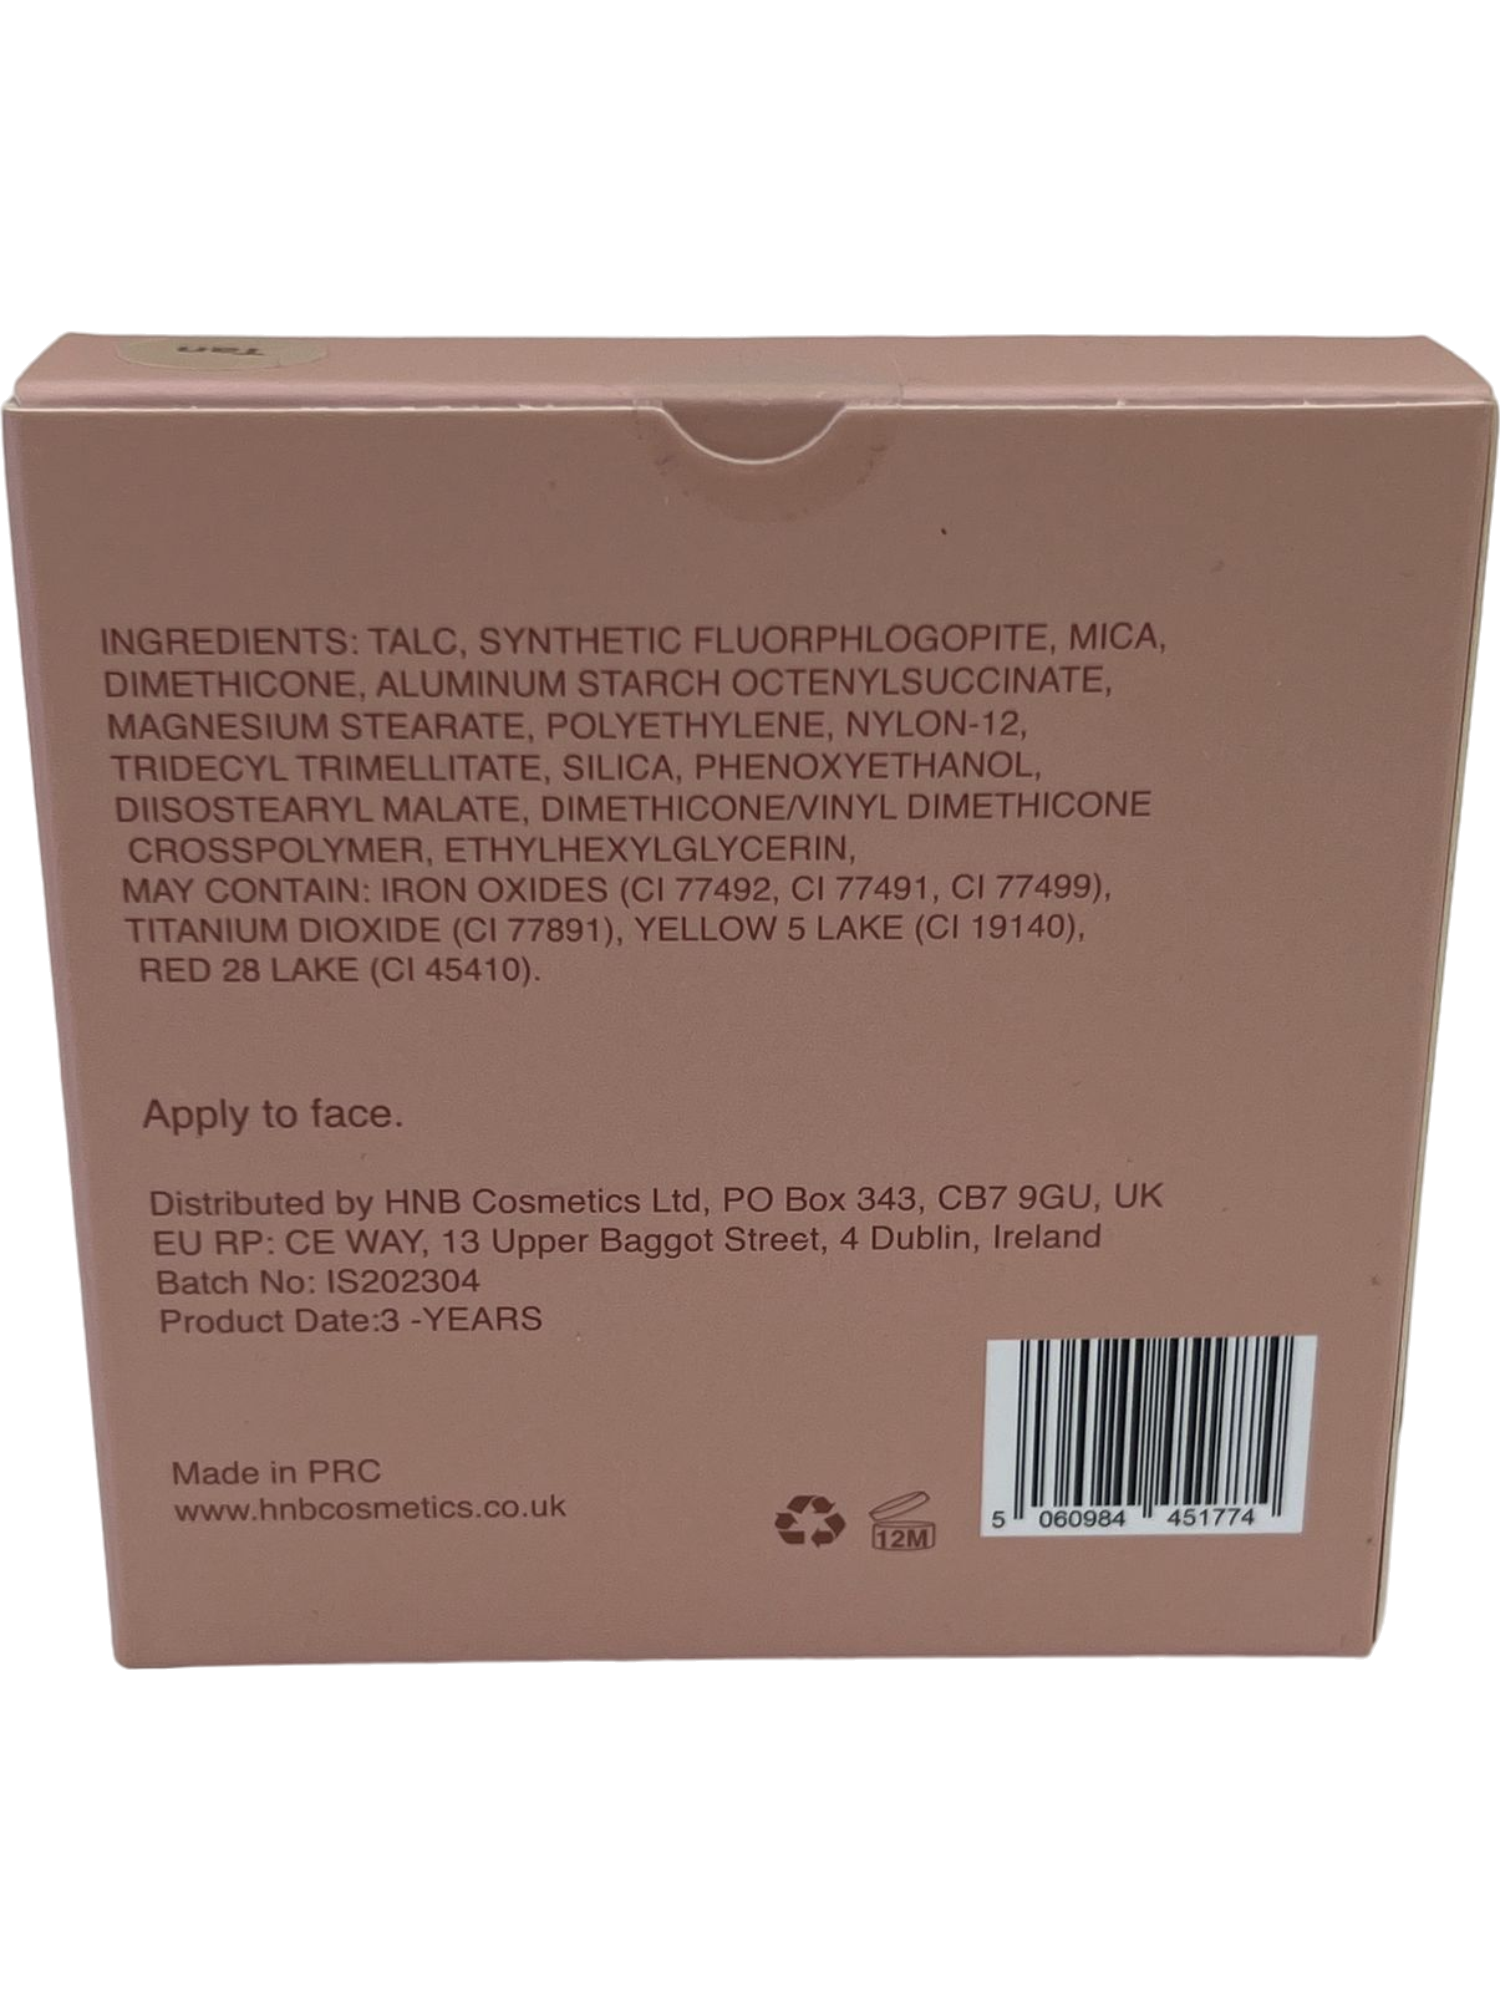 Tan
INGREDIENTS: TALC, SYNTHETIC FLUORPHLOGOPITE, MICA,
DIMETHICONE, ALUMINUM STARCH OCTENYLSUCCINATE,
MAGNESIUM STEARATE, POLYETHYLENE, NYLON-12,
TRIDECYL TRIMELLITATE, SILICA, PHENOXYETHANOL,
DIISOSTEARYL MALATE, DIMETHICONE/VINYL DIMETHICONE
CROSSPOLYMER, ETHYLHEXYLGLYCERIN,
MAY CONTAIN: IRON OXIDES (CI 77492, CI 77491, CI 77499),
TITANIUM DIOXIDE (CI 77891), YELLOW 5 LAKE (CI 19140),
RED 28 LAKE (CI 45410).
Apply to face.
Distributed by HNB Cosmetics Ltd, PO Box 343, CB7 9GU, UK
EU RP: CE WAY, 13 Upper Baggot Street, 4 Dublin, Ireland
Batch No: IS202304
Product Date:3 -YEARS
Made in PRC
www.hnbcosmetics.co.uk
12M
5 060984 451774